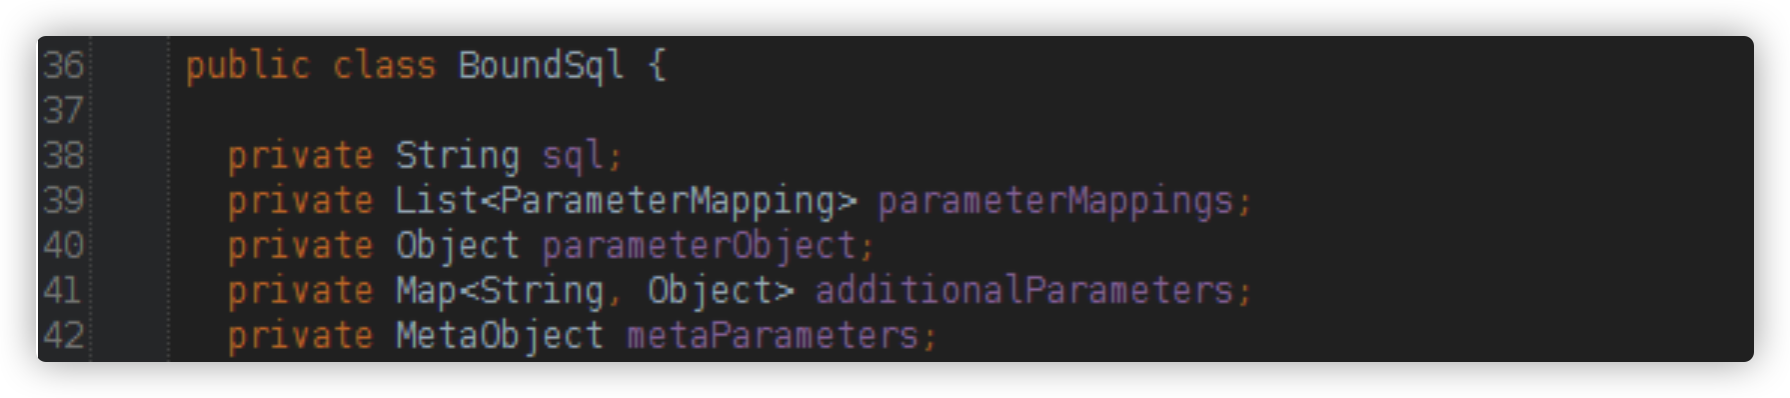 36 public class BoundSql {
37
38 private String sql;
39 private List<ParameterMapping> parameterMappings;
40 private Object parameterObject;
41 private Map<String, Object> additionalParameters;
42 private MetaObject metaParameters;